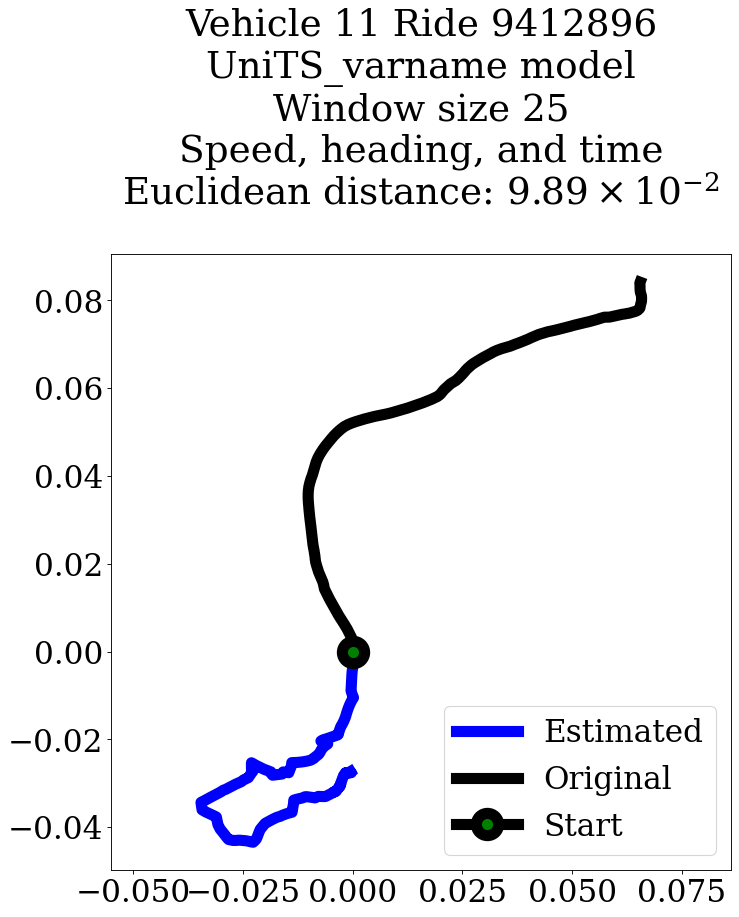 Vehicle 11 Ride 9412896
UniTS_varname model
Window size 25
Speed, heading, and time
Euclidean distance: 9.89 × 10⁻²
0.08
0.06
0.04
0.02
0.00
−0.02
−0.04
Estimated
Original
Start
−0.050 −0.025 0.000 0.025 0.050 0.075